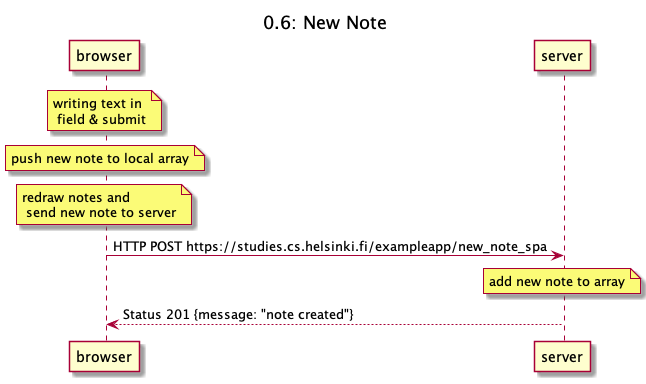 0.6: New Note
browser
server
writing text in
field & submit
push new note to local array
redraw notes and
send new note to server
HTTP POST https://studies.cs.helsinki.fi/exampleapp/new_note_spa
add new note to array
Status 201 {message: "note created"}
browser
server